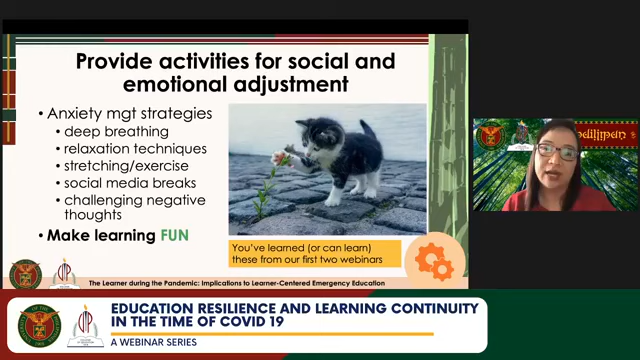 Provide activities for social and
emotional adjustment
• Anxiety mgt strategies
• deep breathing
• relaxation techniques
• stretching/exercise
• social media breaks
• challenging negative
thoughts
• Make learning FUN
You've learned (or can learn)
these from our first two webinars
The Learner during the Pandemic: Implications to Learner-Centered Emergency Education
EDUCATION RESILIENCE AND LEARNING CONTINUITY
IN THE TIME OF COVID 19
A WEBINAR SERIES